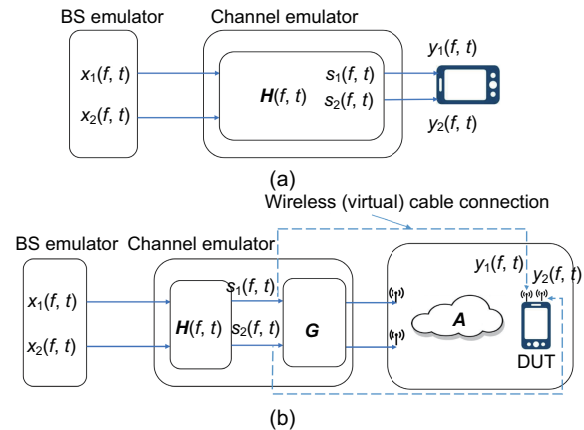 BS emulator
Channel emulator
x1(f, t)
x2(f, t)
H(f, t)
s1(f, t)
s2(f, t)
y1(f, t)
y2(f, t)
(a)
Wireless (virtual) cable connection
BS emulator
Channel emulator
x1(f, t)
x2(f, t)
H(f, t)
s1(f, t)
s2(f, t)
G
A
y1(f, t)
y2(f, t)
DUT
(b)